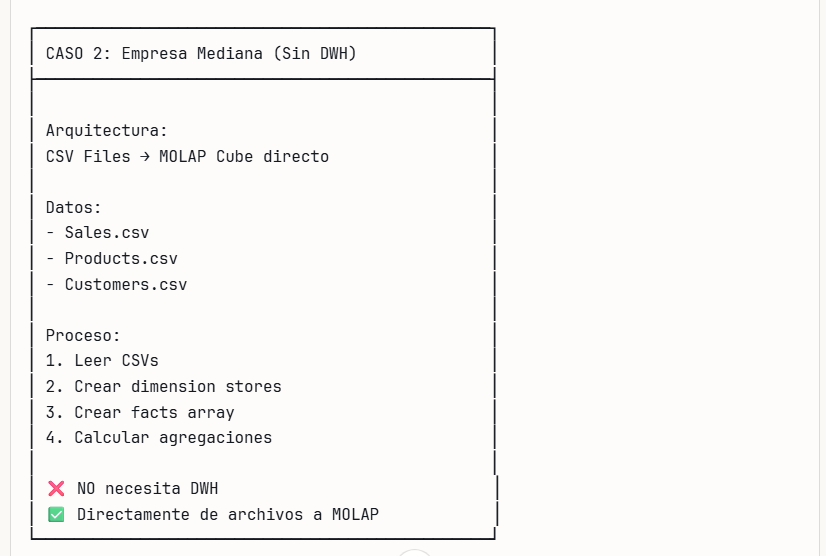 CASO 2: Empresa Mediana (Sin DWH)
Arquitectura:
CSV Files → MOLAP Cube directo
Datos:
- Sales.csv
- Products.csv
- Customers.csv
Proceso:
1. Leer CSVs
2. Crear dimension stores
3. Crear facts array
4. Calcular agregaciones
❌ NO necesita DWH
✅ Directamente de archivos a MOLAP